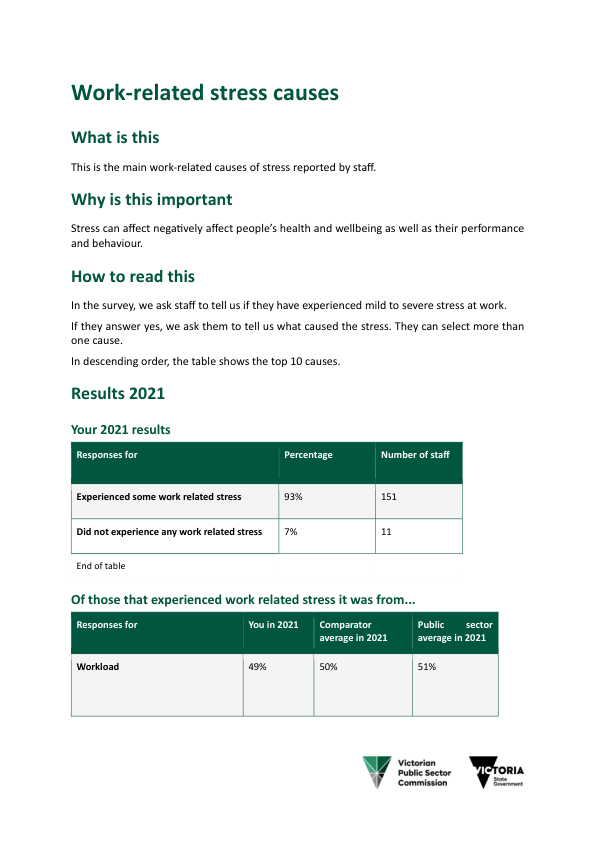 Work-related stress causes
What is this
This is the main work-related causes of stress reported by staff.
Why is this important
Stress can affect negatively affect people's health and wellbeing as well as their performance
and behaviour.
How to read this
In the survey, we ask staff to tell us if they have experienced mild to severe stress at work.
If they answer yes, we ask them to tell us what caused the stress. They can select more than
one cause.
In descending order, the table shows the top 10 causes.
Results 2021
Your 2021 results
Responses for Percentage Number of staff
Experienced some work related stress 93% 151
Did not experience any work related stress 7% 11
End of table
Of those that experienced work related stress it was from...
Responses for You in 2021 Comparator average in 2021 Public sector average in 2021
Workload 49% 50% 51%
Victorian
Public Sector
Commission
VICTORIA
State
Government